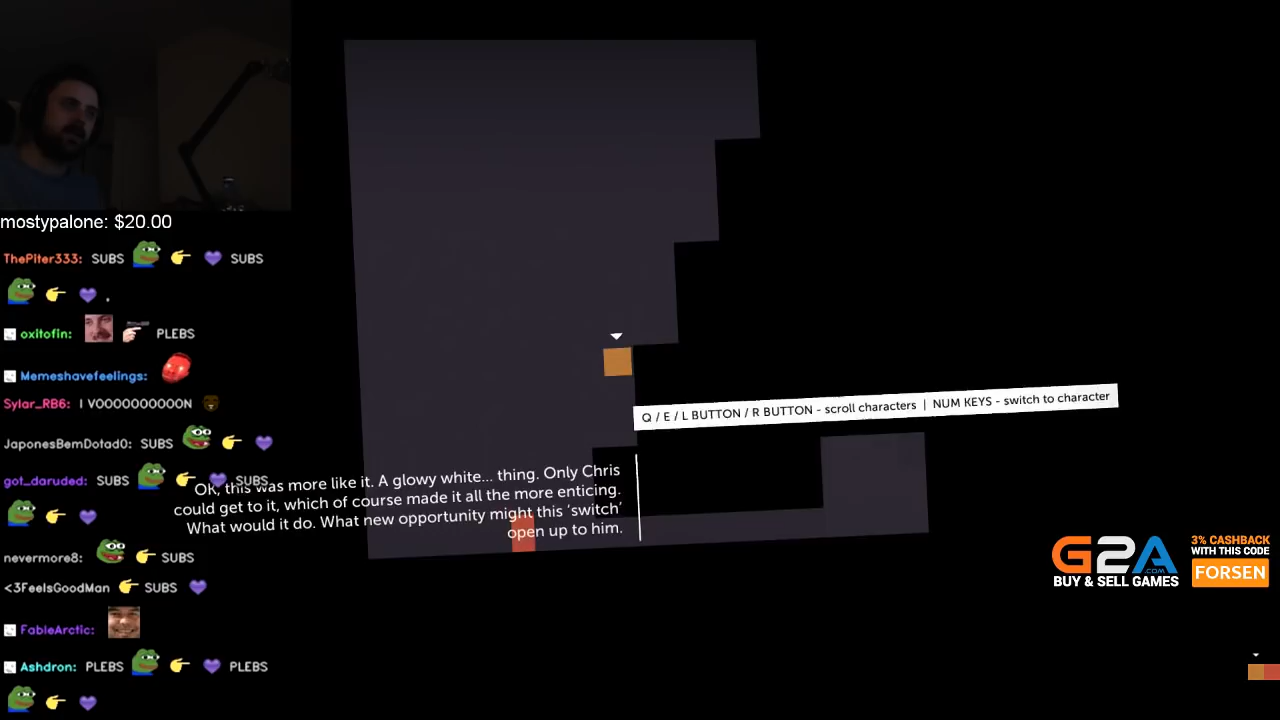 mostypalone: $20.00
ThePiter333: SUBS SUBS
.
oxitofin: PLEBS
Memeshavefeelings:
Sylar_RB6: I VOOOOOOOOON
JaponesBemDotad0: SUBS
got_daruded: SUBS SUBS
nevermore8: SUBS
<3FeelsGoodMan SUBS
FableArctic:
Ashdron: PLEBS PLEBS
Q / E / L BUTTON / R BUTTON - scroll characters | NUM KEYS - switch to character
OK, this was more like it. A glowy white... thing. Only Chris
could get to it, which of course made it all the more enticing.
What would it do. What new opportunity might this 'switch'
open up to him.
G2A
.COM
BUY & SELL GAMES
3% CASHBACK
WITH THIS CODE
FORSEN